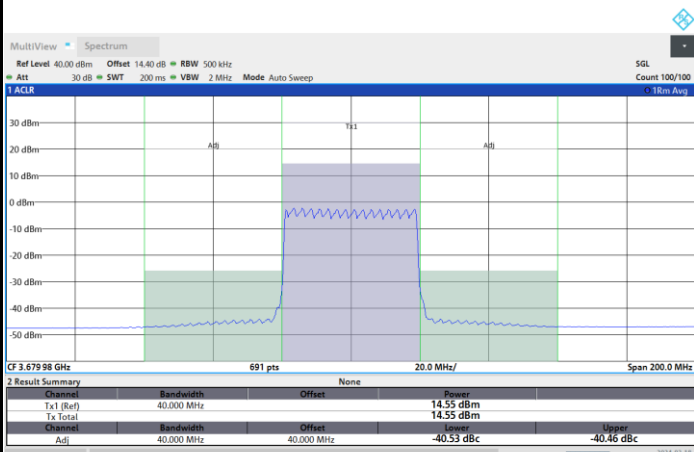 MultiView Spectrum
Ref Level 40.00 dBm Offset 14.40 dB RBW 500 kHz SGL
Att 30 dB SWT 200 ms VBW 2 MHz Mode Auto Sweep Count 100/100
1 ACLR 1Rm Avg
30 dBm
Tx1
20 dBm Adj Adj
10 dBm
0 dBm
-10 dBm
-20 dBm
-30 dBm
-40 dBm
-50 dBm
CF 3.679 98 GHz 691 pts 20.0 MHz/ Span 200.0 MHz
2 Result Summary None
Channel Bandwidth Offset Power
Tx1 (Ref) 40.000 MHz 14.55 dBm
Tx Total 14.55 dBm
Channel Bandwidth Offset Lower Upper
Adj 40.000 MHz 40.000 MHz -40.53 dBc -40.46 dBc